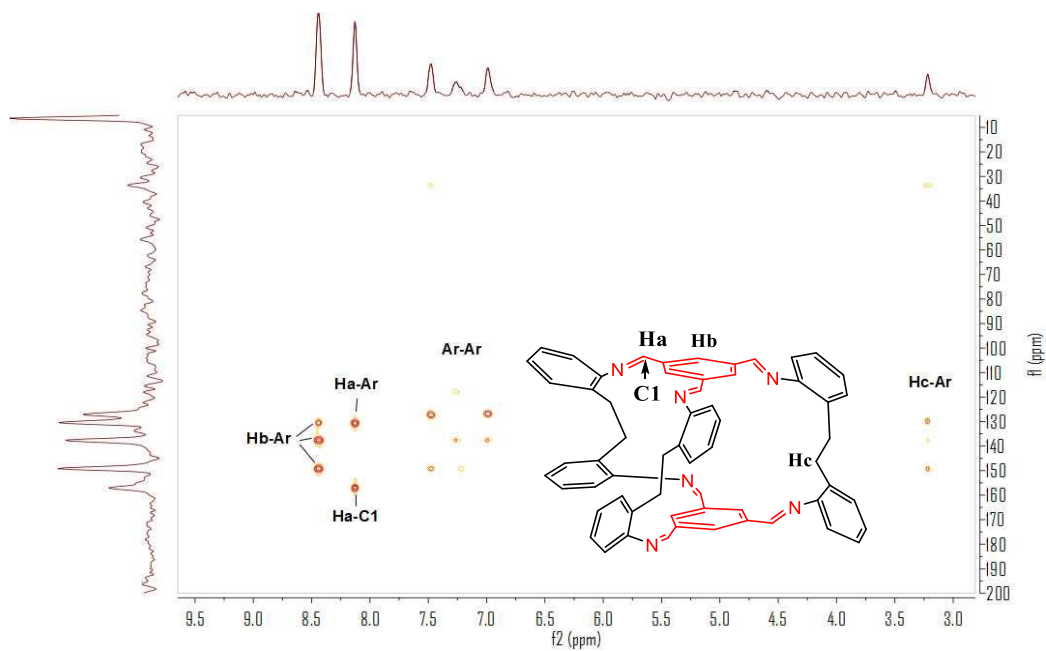 10
20
30
40
50
60
70
80
90
100
110
120
130
140
150
160
170
180
190
200
f1 (ppm)
Ar-Ar
Ha-Ar
Hb-Ar
Ha-C1
Hc-Ar
Ha
Hb
C1
N
N
N
Hc
N
N
N
9.5 9.0 8.5 8.0 7.5 7.0 6.5 6.0 5.5 5.0 4.5 4.0 3.5 3.0
f2 (ppm)